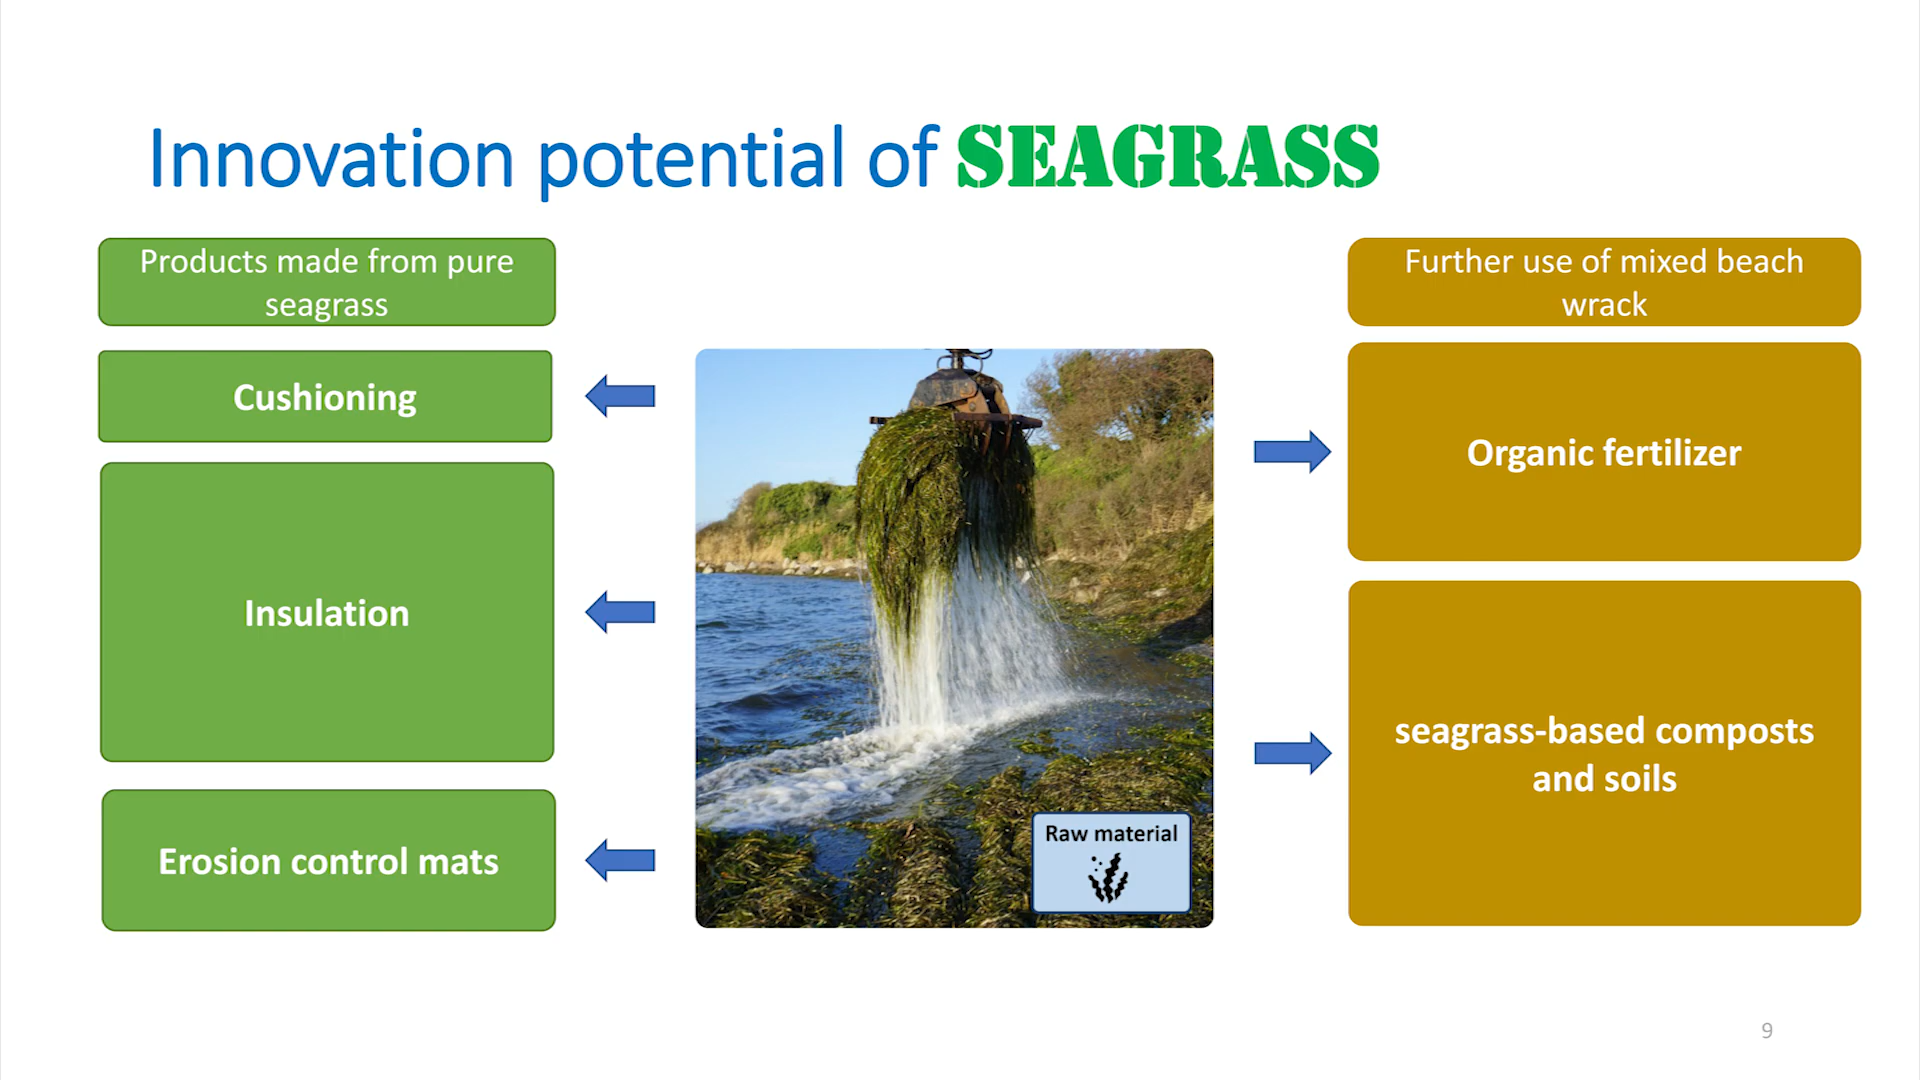 Innovation potential of SEAGRASS
Products made from pure
seagrass
Cushioning
Insulation
Erosion control mats
Raw material
Further use of mixed beach
wrack
Organic fertilizer
seagrass-based composts
and soils
9